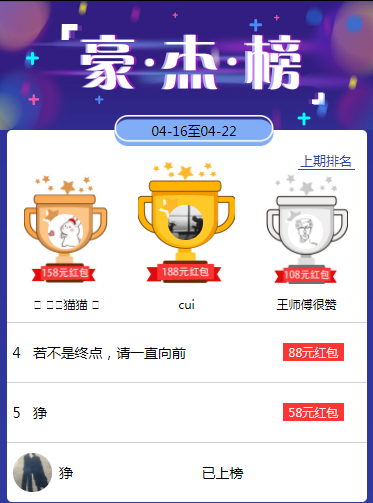 豪·杰·榜
04-16至04-22
上期排名
158元红包
188元红包
108元红包
猫猫
cui
王师傅很赞
4 若不是终点，请一直向前 88元红包
5 狰 58元红包
狰 已上榜